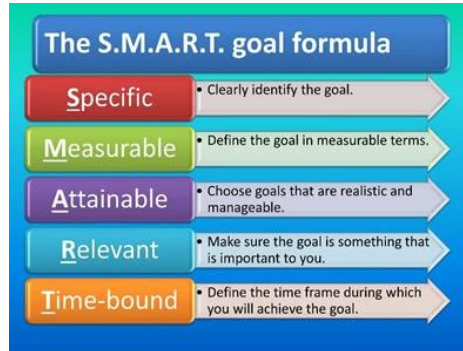 The S.M.A.R.T. goal formula
Specific
• Clearly identify the goal.
Measurable
• Define the goal in measurable terms.
Attainable
• Choose goals that are realistic and
manageable.
Relevant
• Make sure the goal is something that
is important to you.
Time-bound
• Define the time frame during which
you will achieve the goal.